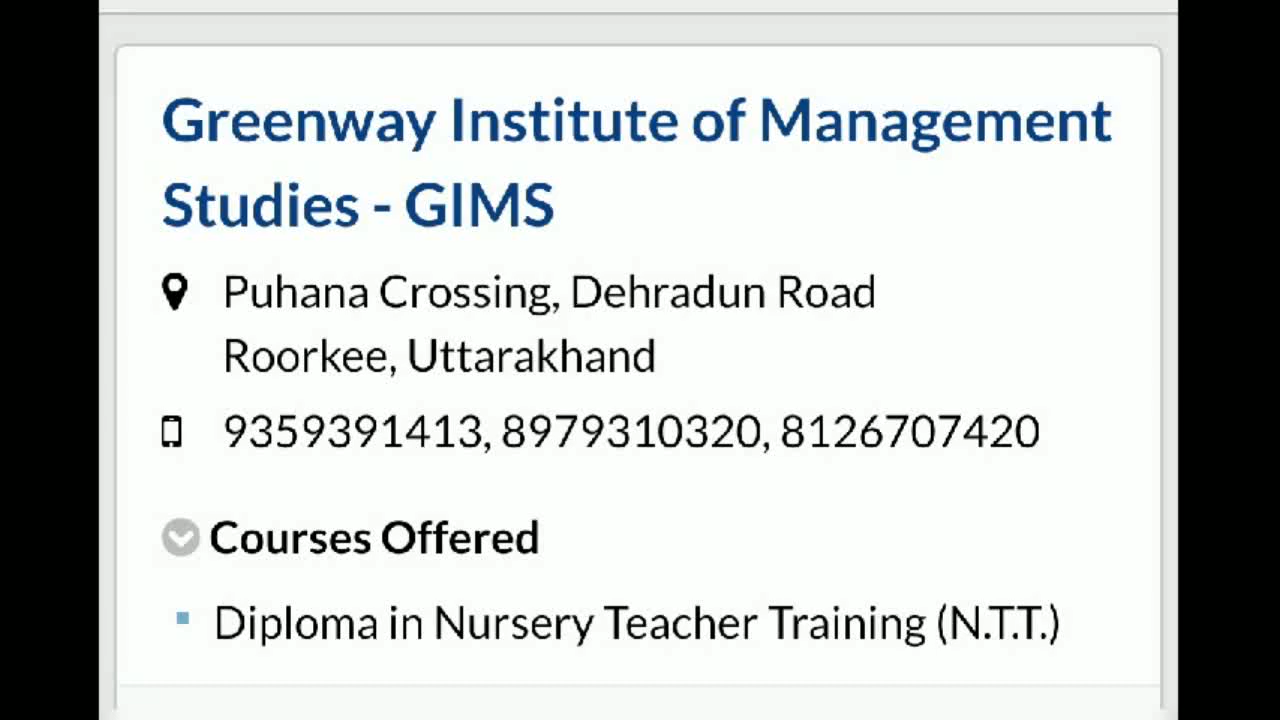 Greenway Institute of Management
Studies - GIMS
Puhana Crossing, Dehradun Road
Roorkee, Uttarakhand
9359391413, 8979310320, 8126707420
Courses Offered
Diploma in Nursery Teacher Training (N.T.T.)